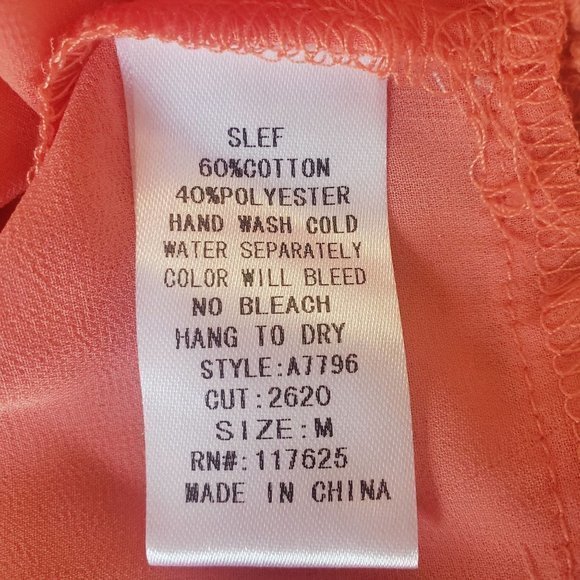 SLEF
60%COTTON
40%POLYESTER
HAND WASH COLD
WATER SEPARATELY
COLOR WILL BLEED
NO BLEACH
HANG TO DRY
STYLE:A7796
CUT:2620
SIZE:M
RN#:117625
MADE IN CHINA